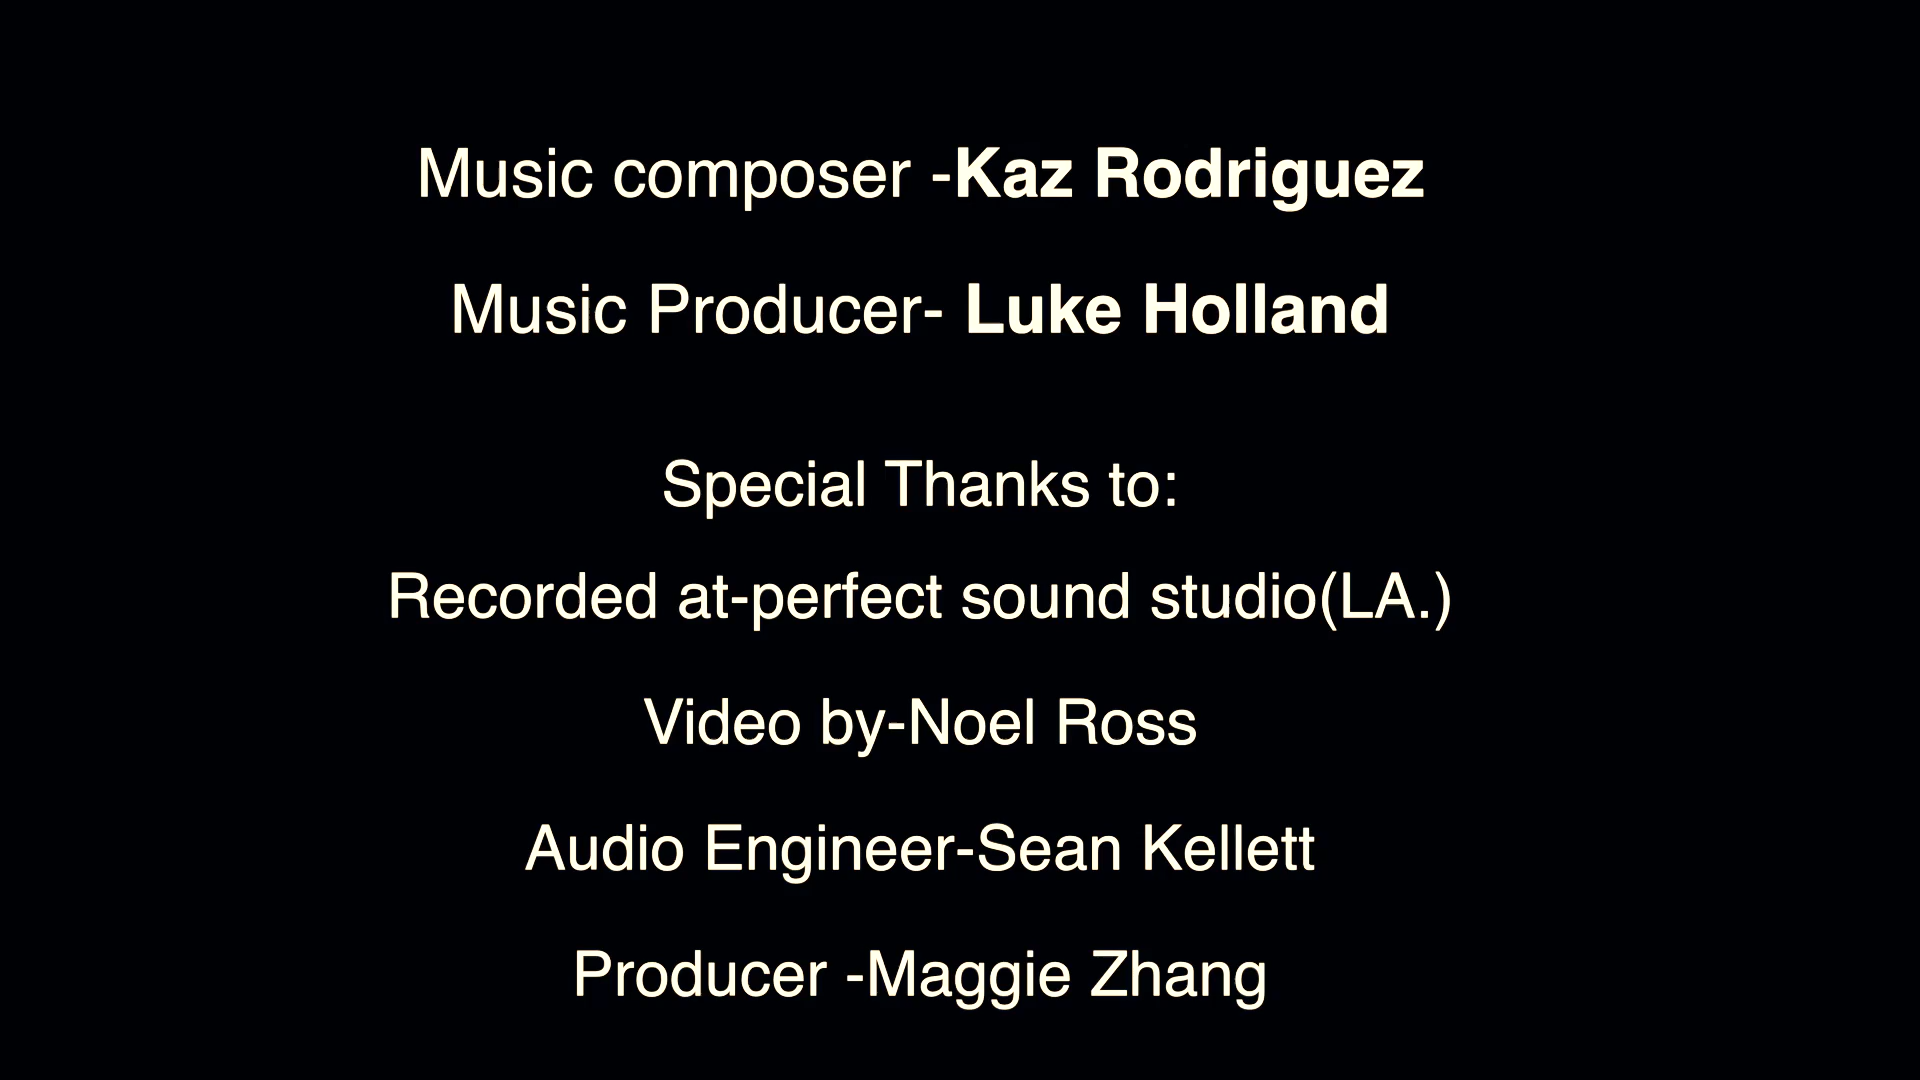 Music composer -Kaz Rodriguez
Music Producer- Luke Holland
Special Thanks to:
Recorded at-perfect sound studio(LA.)
Video by-Noel Ross
Audio Engineer-Sean Kellett
Producer -Maggie Zhang